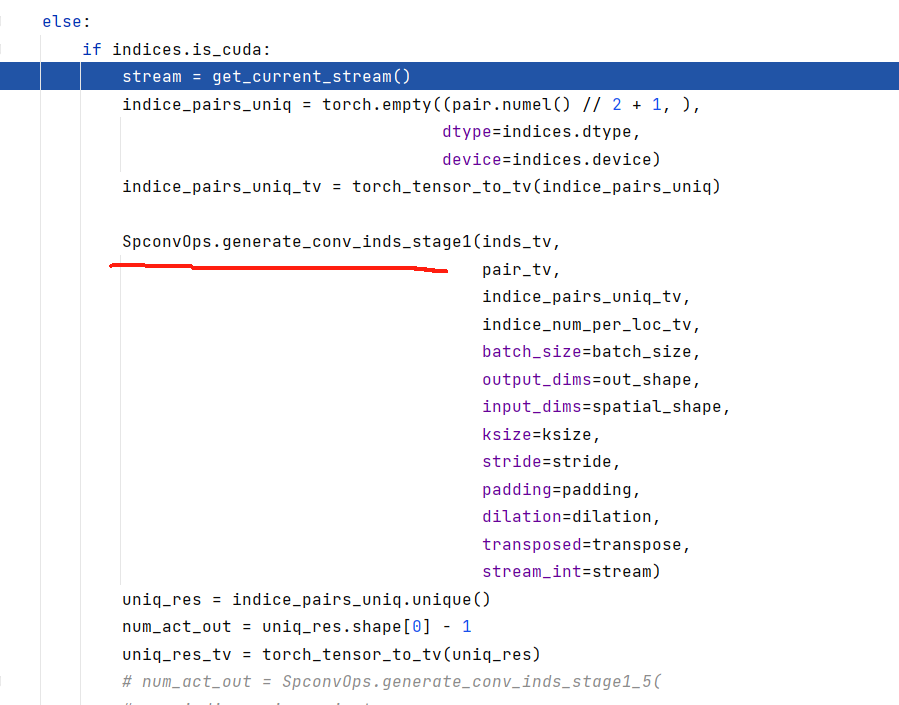 else:
if indices.is_cuda:
stream = get_current_stream()
indice_pairs_uniq = torch.empty((pair.numel() // 2 + 1, ),
dtype=indices.dtype,
device=indices.device)
indice_pairs_uniq_tv = torch_tensor_to_tv(indice_pairs_uniq)
SpconvOps.generate_conv_inds_stage1(inds_tv,
pair_tv,
indice_pairs_uniq_tv,
indice_num_per_loc_tv,
batch_size=batch_size,
output_dims=out_shape,
input_dims=spatial_shape,
ksize=ksize,
stride=stride,
padding=padding,
dilation=dilation,
transposed=transpose,
stream_int=stream)
uniq_res = indice_pairs_uniq.unique()
num_act_out = uniq_res.shape[0] - 1
uniq_res_tv = torch_tensor_to_tv(uniq_res)
# num_act_out = SpconvOps.generate_conv_inds_stage1_5(